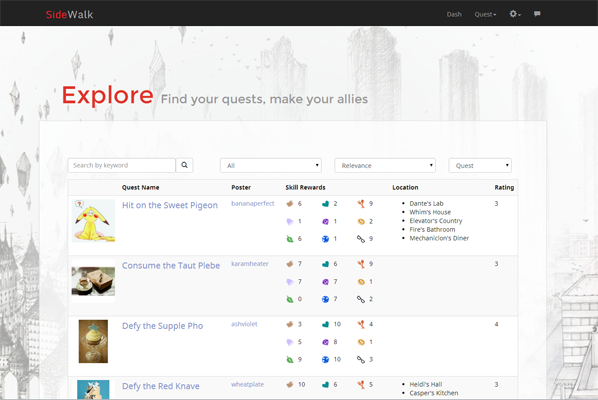 SideWalk Dash Quest
Explore Find your quests, make your allies
Search by keyword All Relevance Quest
Quest Name Poster Skill Rewards Location Rating
Hit on the Sweet Pigeon bananaperfect 6 2 9 Dante's Lab 3
Whim's House
1 1 2 Elevator's Country
Fire's Bathroom
6 1 9 Mechanicion's Diner
Consume the Taut Plebe karamheater 7 6 9 3
7 7 1
0 7 2
Defy the Supple Pho ashviolet 3 10 4 4
5 8 1
9 10 3
Defy the Red Knave wheatplate 10 6 5 Heidi's Hall 3
Casper's Kitchen